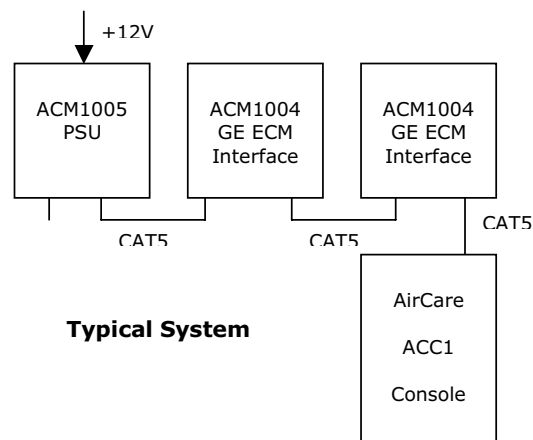 +12V
ACM1005
PSU
ACM1004
GE ECM
Interface
ACM1004
GE ECM
Interface
CAT5
CAT5
CAT5
Typical System
AirCare
ACC1
Console